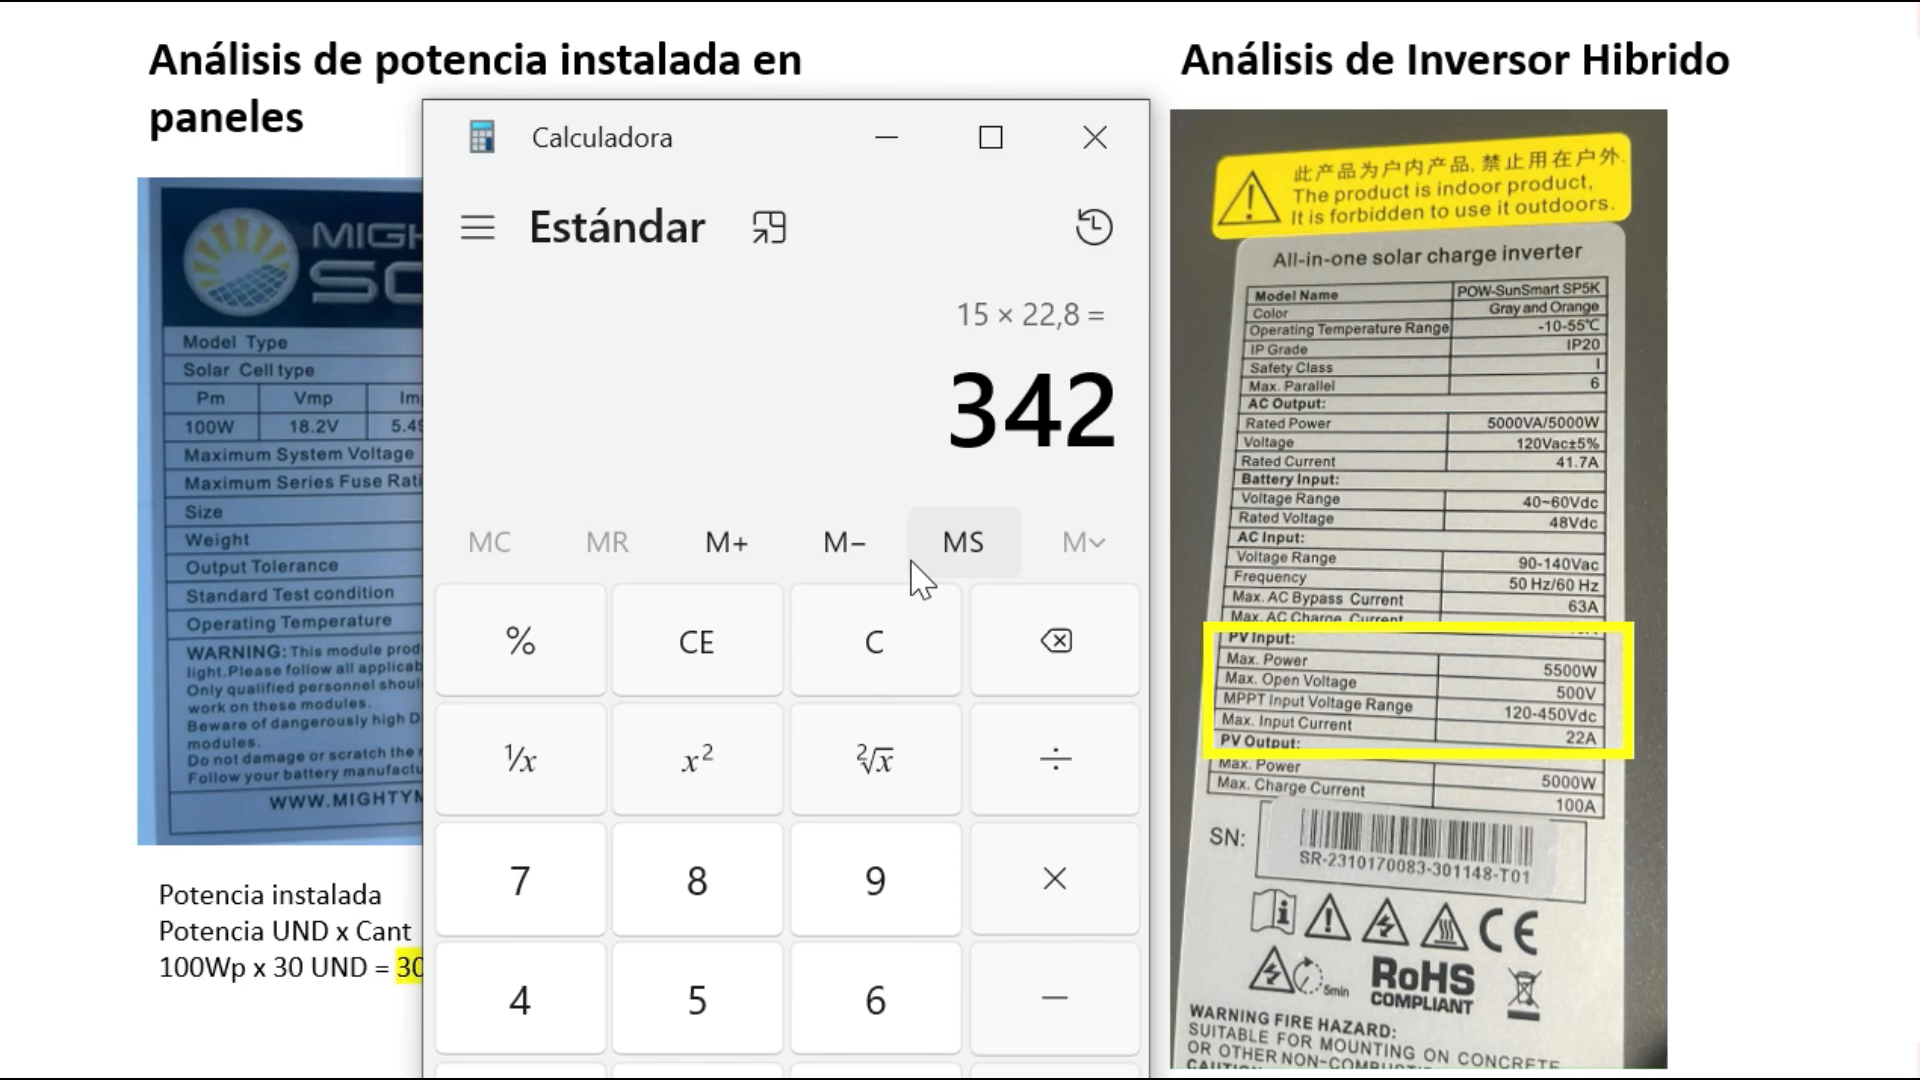 Análisis de potencia instalada en
paneles
Análisis de Inversor Hibrido
Model Type
Solar Cell type
Pm Vmp
100W 18.2V
Maximum System Voltage
Size
Weight
Output Tolerance
Standard Test condition
Operating Temperature
WARNING: This module
light.Please follow all
Only qualified personnel
work on these modules.
Beware of dangerously high
modules.
Do not damage or scratch the
Follow your battery
Potencia instalada
Potencia UND x Cant
100Wp x 30 UND = 30
Calculadora
Estándar
15 × 22,8 =
342
MC MR M+ M− MS M
% CE C
1/x x² ²√x ÷
7 8 9 ×
4 5 6 −
此产品为户内产品,禁止用在户外.
The product is indoor product,
It is forbidden to use it outdoors.
All-in-one solar charge inverter
Model Name POW-SunSmart SP5K
Color Gray and Orange
Operating Temperature Range -10-55℃
IP Grade IP20
Safety Class I
Max. Parallel 6
AC Output:
Rated Power 5000VA/5000W
Voltage 120Vac±5%
Rated Current 41.7A
Battery Input:
Voltage Range 40~60Vdc
Rated Voltage 48Vdc
AC Input:
Voltage Range 90-140Vac
Frequency 50 Hz/60 Hz
Max. AC Bypass Current 63A
Max. AC Charge Current
PV Input:
Max. Power 5500W
Max. Open Voltage 500V
MPPT Input Voltage Range 120-450Vdc
Max. Input Current 22A
PV Output:
Max. Power 5000W
Max. Charge Current 100A
SN:
SR-2310170083-301148-T01
5min
RoHS
COMPLIANT
WARNING FIRE HAZARD:
SUITABLE FOR MOUNTING ON CONCRETE